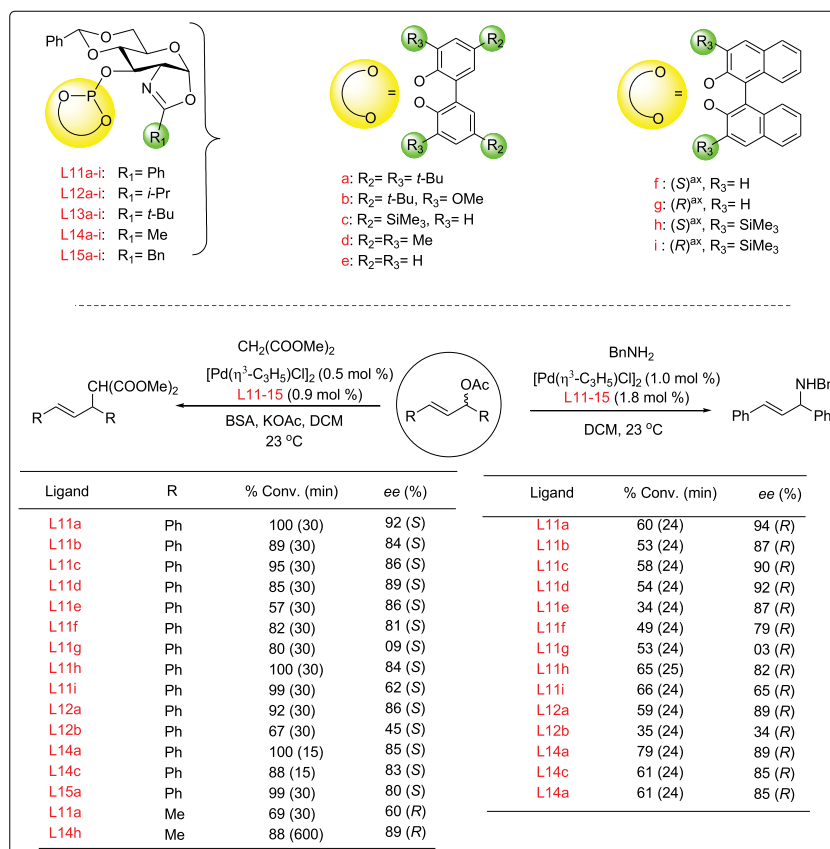 Ph
O
O
O
O
O
P
O
O
N
O
R1
L11a-i: R1= Ph
L12a-i: R1= i-Pr
L13a-i: R1= t-Bu
L14a-i: R1= Me
L15a-i: R1= Bn
O
O
=
R3
R2
O
O
R3
R2
a: R2= R3= t-Bu
b: R2= t-Bu, R3= OMe
c: R2= SiMe3, R3= H
d: R2=R3= Me
e: R2=R3= H
O
O
=
R3
O
O
R3
f : (S)ax, R3= H
g: (R)ax, R3= H
h: (S)ax, R3= SiMe3
i: (R)ax, R3= SiMe3
CH(COOMe)2
R
R
CH2(COOMe)2
[Pd(η3-C3H5)Cl]2 (0.5 mol %)
L11-15 (0.9 mol %)
BSA, KOAc, DCM
23 oC
OAc
R
R
BnNH2
[Pd(η3-C3H5)Cl]2 (1.0 mol %)
L11-15 (1.8 mol %)
DCM, 23 oC
NHBn
Ph
Ph
Ligand R % Conv. (min) ee (%)
L11a Ph 100 (30) 92 (S)
L11b Ph 89 (30) 84 (S)
L11c Ph 95 (30) 86 (S)
L11d Ph 85 (30) 89 (S)
L11e Ph 57 (30) 86 (S)
L11f Ph 82 (30) 81 (S)
L11g Ph 80 (30) 09 (S)
L11h Ph 100 (30) 84 (S)
L11i Ph 99 (30) 62 (S)
L12a Ph 92 (30) 86 (S)
L12b Ph 67 (30) 45 (S)
L14a Ph 100 (15) 85 (S)
L14c Ph 88 (15) 83 (S)
L15a Ph 99 (30) 80 (S)
L11a Me 69 (30) 60 (R)
L14h Me 88 (600) 89 (R)
Ligand % Conv. (min) ee (%)
L11a 60 (24) 94 (R)
L11b 53 (24) 87 (R)
L11c 58 (24) 90 (R)
L11d 54 (24) 92 (R)
L11e 34 (24) 87 (R)
L11f 49 (24) 79 (R)
L11g 53 (24) 03 (R)
L11h 65 (25) 82 (R)
L11i 66 (24) 65 (R)
L12a 59 (24) 89 (R)
L12b 35 (24) 34 (R)
L14a 79 (24) 89 (R)
L14c 61 (24) 85 (R)
L14a 61 (24) 85 (R)